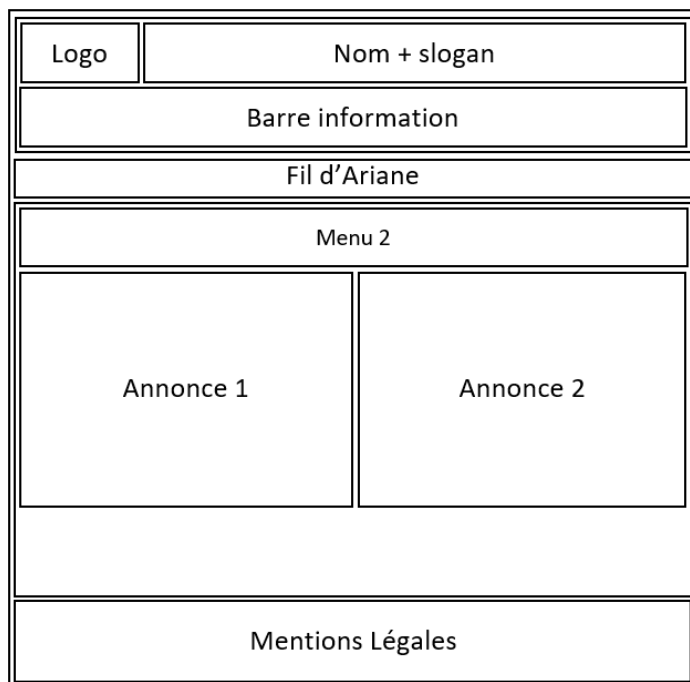 Logo
Nom + slogan
Barre information
Fil d’Ariane
Menu 2
Annonce 1
Annonce 2
Mentions Légales